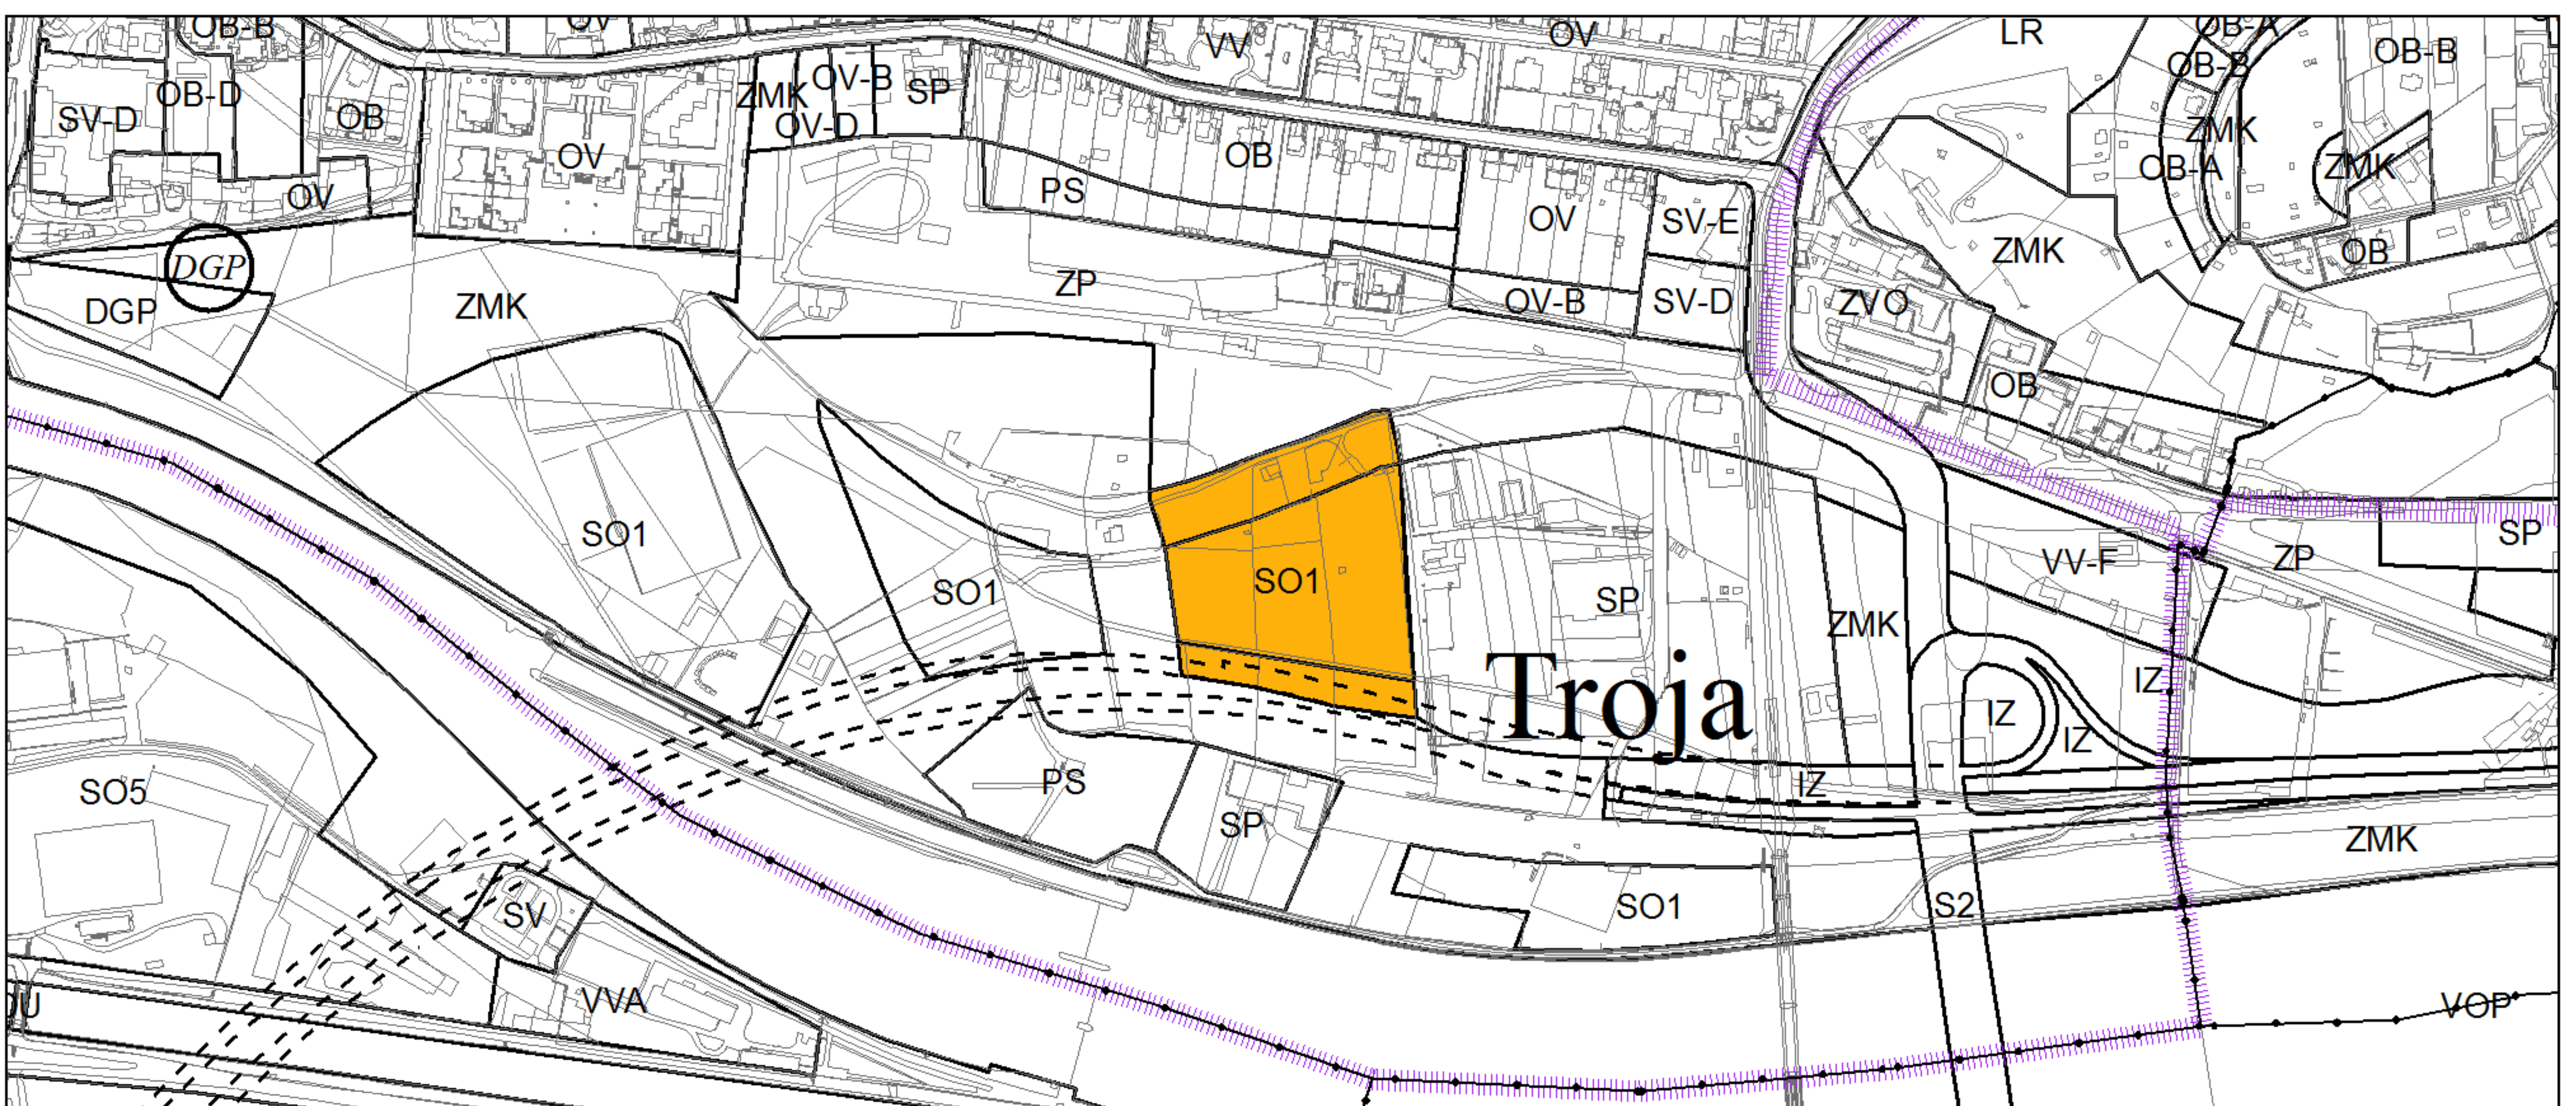 OB-B
OV
VV
OV
LR
OB-A
OB-B
OB-B
SV-D
OB-D
OB
ZMK
OV-B
SP
OV-D
OV
OV
OB
PS
OV
SV-E
ZMK
OB-A
ZMK
ZMK
OB
DGP
DGP
ZMK
ZP
OV-B
SV-D
ZVO
OB
SO1
SO1
SO1
SP
ZMK
VV-F
ZP
SP
Troja
IZ
IZ
IZ
IZ
SO5
PS
SP
SV
VVA
SO1
S2
ZMK
VOP